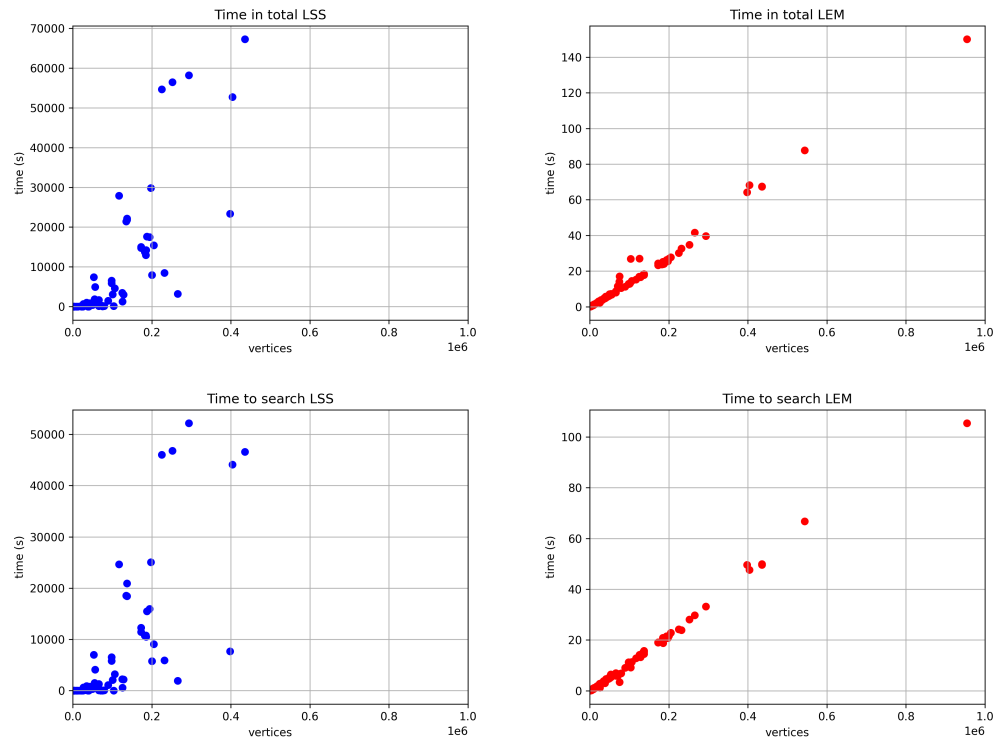 Time in total LSS
70000
60000
50000
40000
30000
20000
10000
0
time (s)
0.0 0.2 0.4 0.6 0.8 1.0
vertices
1e6
Time in total LEM
140
120
100
80
60
40
20
0
time (s)
0.0 0.2 0.4 0.6 0.8 1.0
vertices
1e6
Time to search LSS
50000
40000
30000
20000
10000
0
time (s)
0.0 0.2 0.4 0.6 0.8 1.0
vertices
1e6
Time to search LEM
100
80
60
40
20
0
time (s)
0.0 0.2 0.4 0.6 0.8 1.0
vertices
1e6